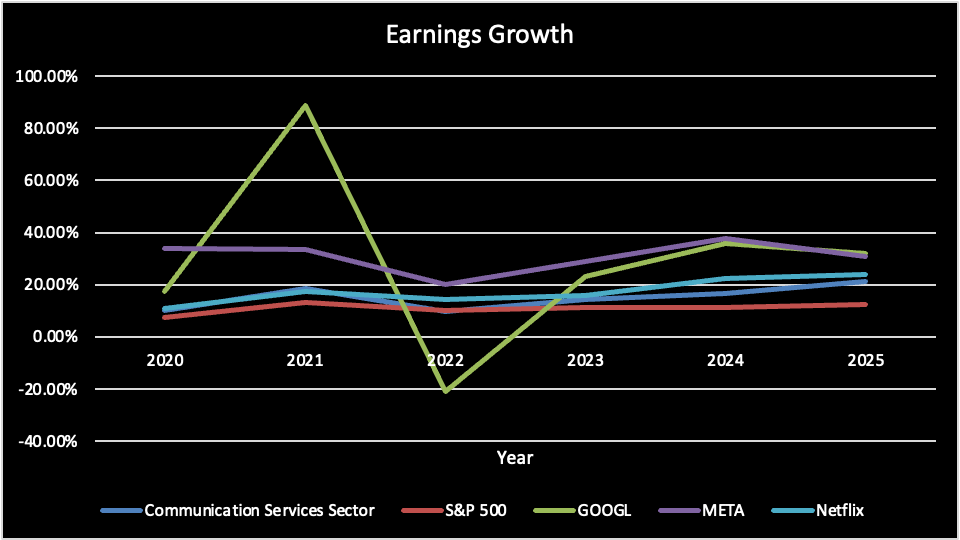 Earnings Growth
100.00%
80.00%
60.00%
40.00%
20.00%
0.00%
2020 2021 2022 2023 2024 2025
-20.00%
-40.00%
Year
Communication Services Sector S&P 500 GOOGL META Netflix